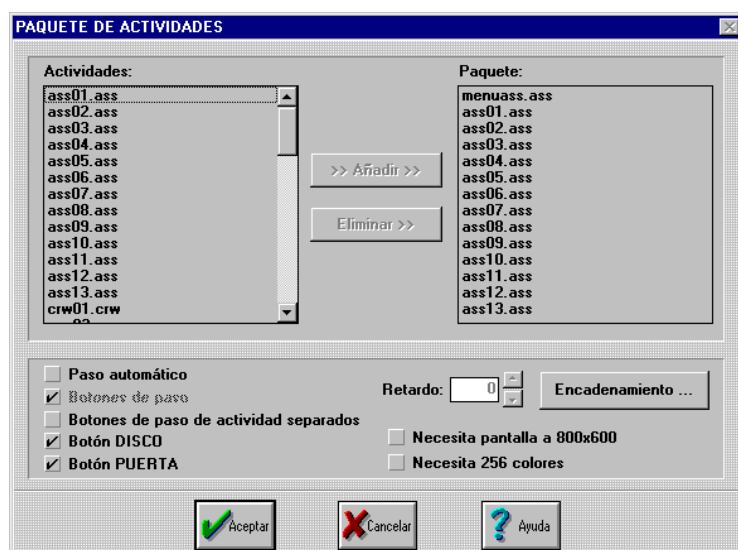 PAQUETE DE ACTIVIDADES
Actividades:
ass01.ass
ass02.ass
ass03.ass
ass04.ass
ass05.ass
ass06.ass
ass07.ass
ass08.ass
ass09.ass
ass10.ass
ass11.ass
ass12.ass
ass13.ass
crw01.crw
>> Añadir >>
Eliminar >>
Paquete:
menuass.ass
ass01.ass
ass02.ass
ass03.ass
ass04.ass
ass05.ass
ass06.ass
ass07.ass
ass08.ass
ass09.ass
ass10.ass
ass11.ass
ass12.ass
ass13.ass
Paso automático
Botones de paso
Botones de paso de actividad separados
Botón DISCO
Botón PUERTA
Retardo: 0
Encadenamiento ...
Necesita pantalla a 800x600
Necesita 256 colores
Aceptar
Cancelar
Ayuda